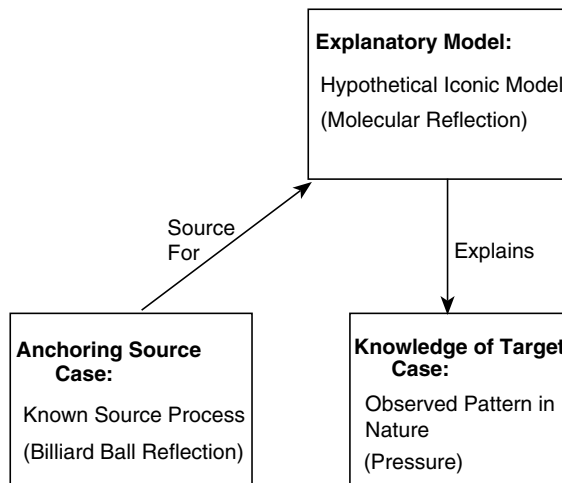 Explanatory Model:
Hypothetical Iconic Model
(Molecular Reflection)
Source
For
Explains
Anchoring Source
Case:
Known Source Process
(Billiard Ball Reflection)
Knowledge of Target
Case:
Observed Pattern in
Nature
(Pressure)